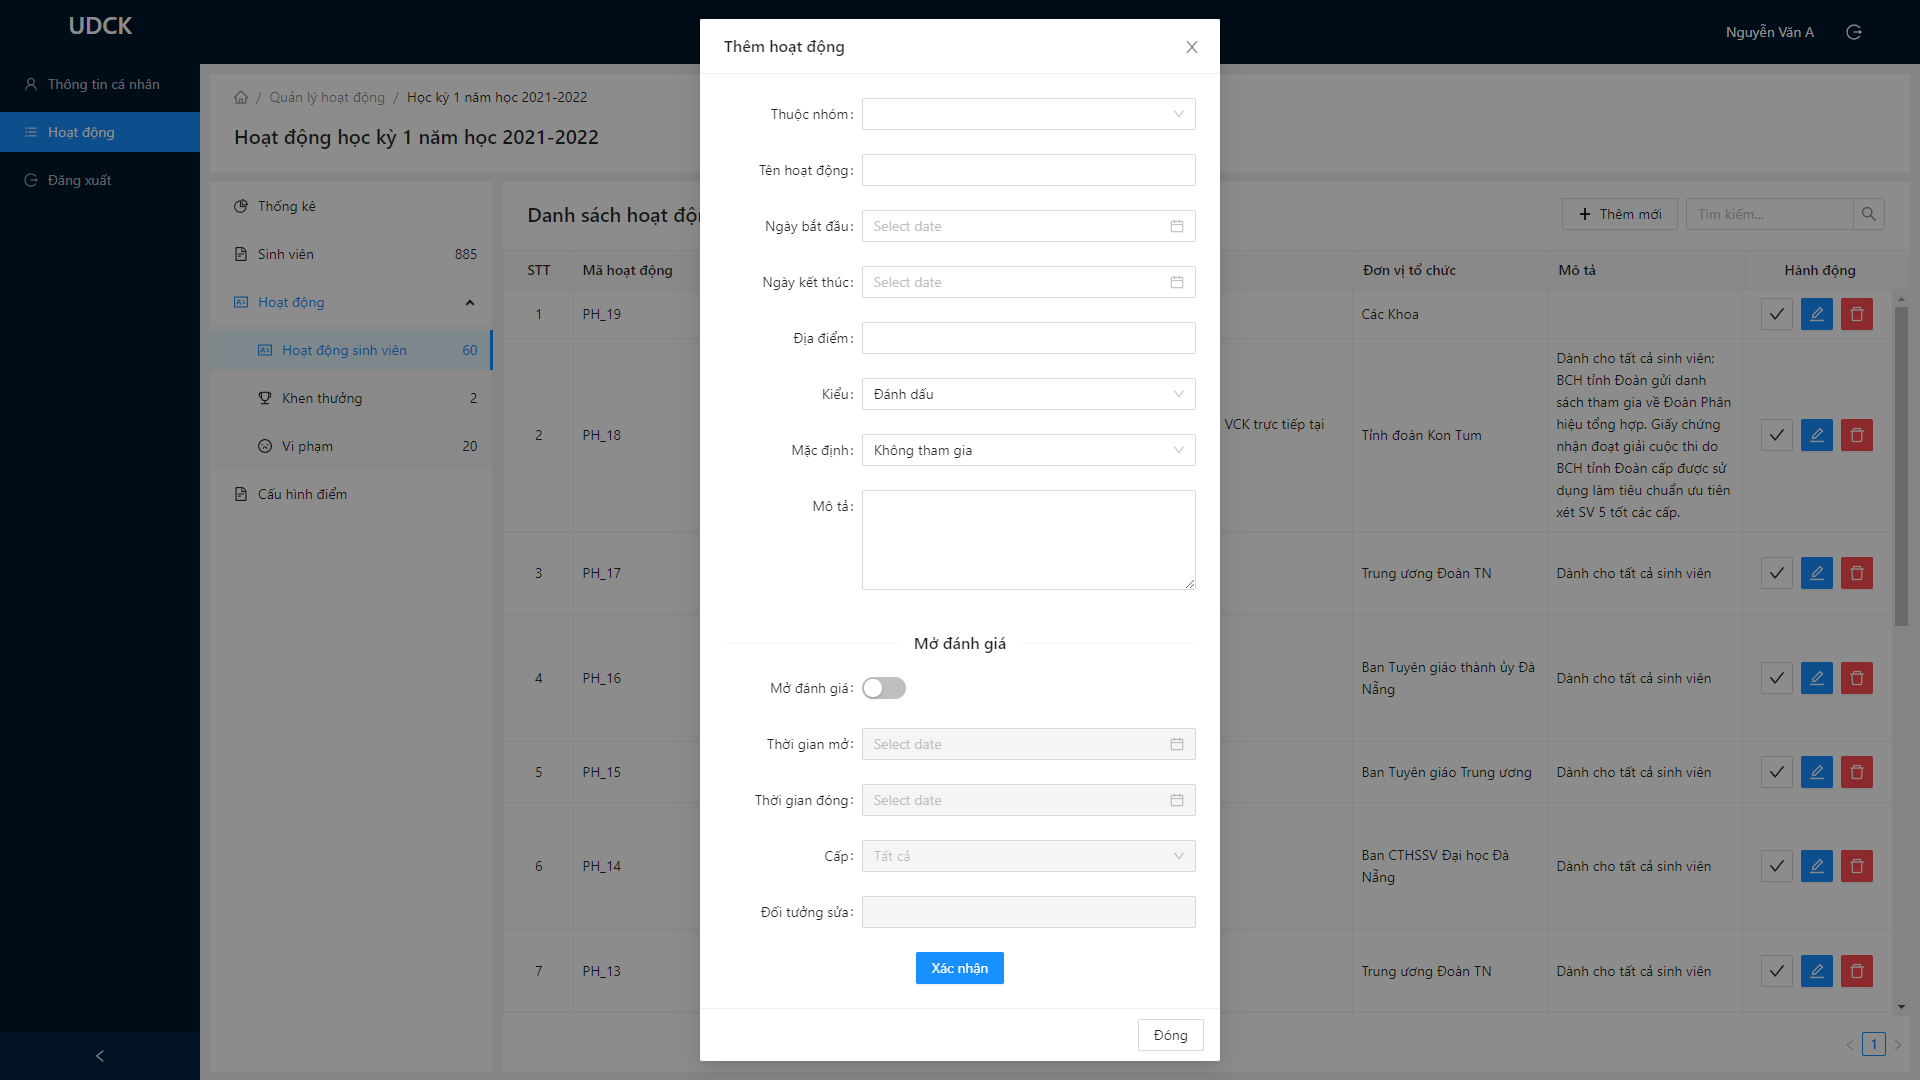 UDCK
Nguyễn Văn A
Thông tin cá nhân
Hoạt động
Đăng xuất
/ Quản lý hoạt động / Học kỳ 1 năm học 2021-2022
Hoạt động học kỳ 1 năm học 2021-2022
Thống kê
Sinh viên 885
Hoạt động
Hoạt động sinh viên 60
Khen thưởng 2
Vi phạm 20
Cấu hình điểm
Danh sách hoạt độn
Thêm mới
Tìm kiếm...
STT Mã hoạt động Đơn vị tổ chức Mô tả Hành động
1 PH_19 Các Khoa
2 PH_18 VCK trực tiếp tại Tỉnh đoàn Kon Tum
Dành cho tất cả sinh viên;
BCH tỉnh Đoàn gửi danh
sách tham gia về Đoàn Phân
hiệu tổng hợp. Giấy chứng
nhận đoạt giải cuộc thi do
BCH tỉnh Đoàn cấp được sử
dụng làm tiêu chuẩn ưu tiên
xét SV 5 tốt các cấp.
3 PH_17 Trung ương Đoàn TN Dành cho tất cả sinh viên
4 PH_16 Ban Tuyên giáo thành ủy Đà
Nẵng Dành cho tất cả sinh viên
5 PH_15 Ban Tuyên giáo Trung ương Dành cho tất cả sinh viên
6 PH_14 Ban CTHSSV Đại học Đà
Nẵng Dành cho tất cả sinh viên
7 PH_13 Trung ương Đoàn TN Dành cho tất cả sinh viên
1
Thêm hoạt động
Thuộc nhóm:
Tên hoạt động:
Ngày bắt đầu: Select date
Ngày kết thúc: Select date
Địa điểm:
Kiểu: Đánh dấu
Mặc định: Không tham gia
Mô tả:
Mở đánh giá
Mở đánh giá:
Thời gian mở: Select date
Thời gian đóng: Select date
Cấp: Tất cả
Đối tưởng sửa:
Xác nhận
Đóng